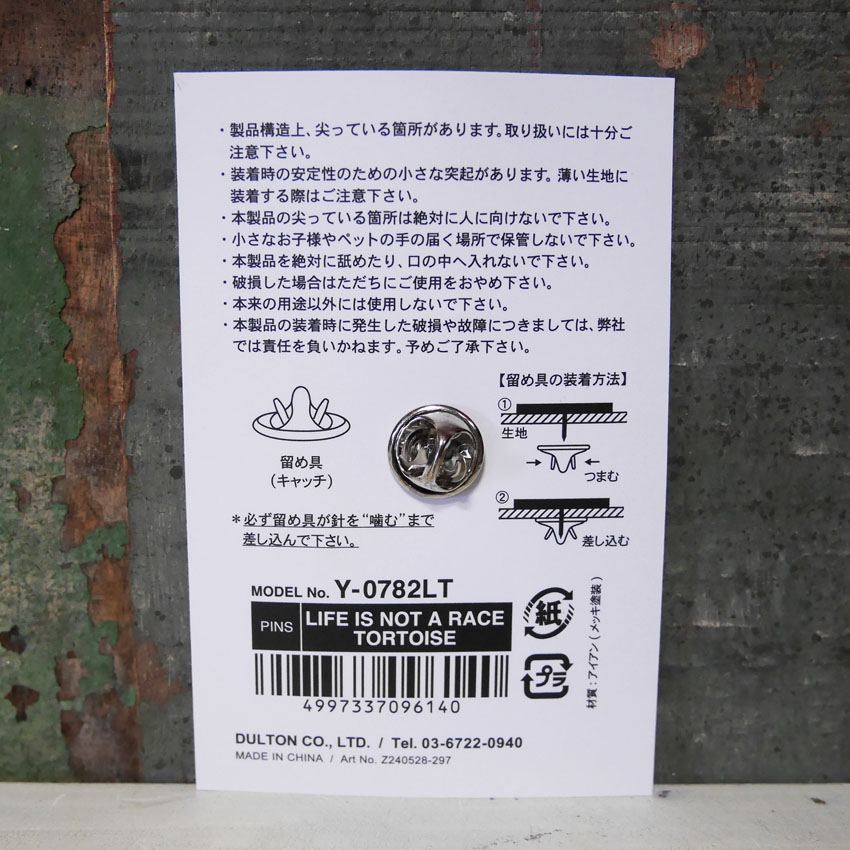 ・製品構造上、尖っている箇所があります。取り扱いには十分ご
注意下さい。
・装着時の安定性のための小さな突起があります。薄い生地に
装着する際はご注意下さい。
・本製品の尖っている箇所は絶対に人に向けないで下さい。
・小さなお子様やペットの手の届く場所で保管しないで下さい。
・本製品を絶対に舐めたり、口の中へ入れないで下さい。
・破損した場合はただちにご使用をおやめ下さい。
・本来の用途以外には使用しないで下さい。
・本製品の装着時に発生した破損や故障につきましては、弊社
では責任を負いかねます。予めご了承下さい。
留め具
(キャッチ)
＊必ず留め具が針を“噛む”まで
差し込んで下さい。
【留め具の装着方法】
①
生地
つまむ
②
差し込む
MODEL No. Y-0782LT
PINS
LIFE IS NOT A RACE
TORTOISE
4997337096140
紙
プラ
材質：アイアン(メッキ塗装)
DULTON CO., LTD. / Tel. 03-6722-0940
MADE IN CHINA / Art No. Z240528-297